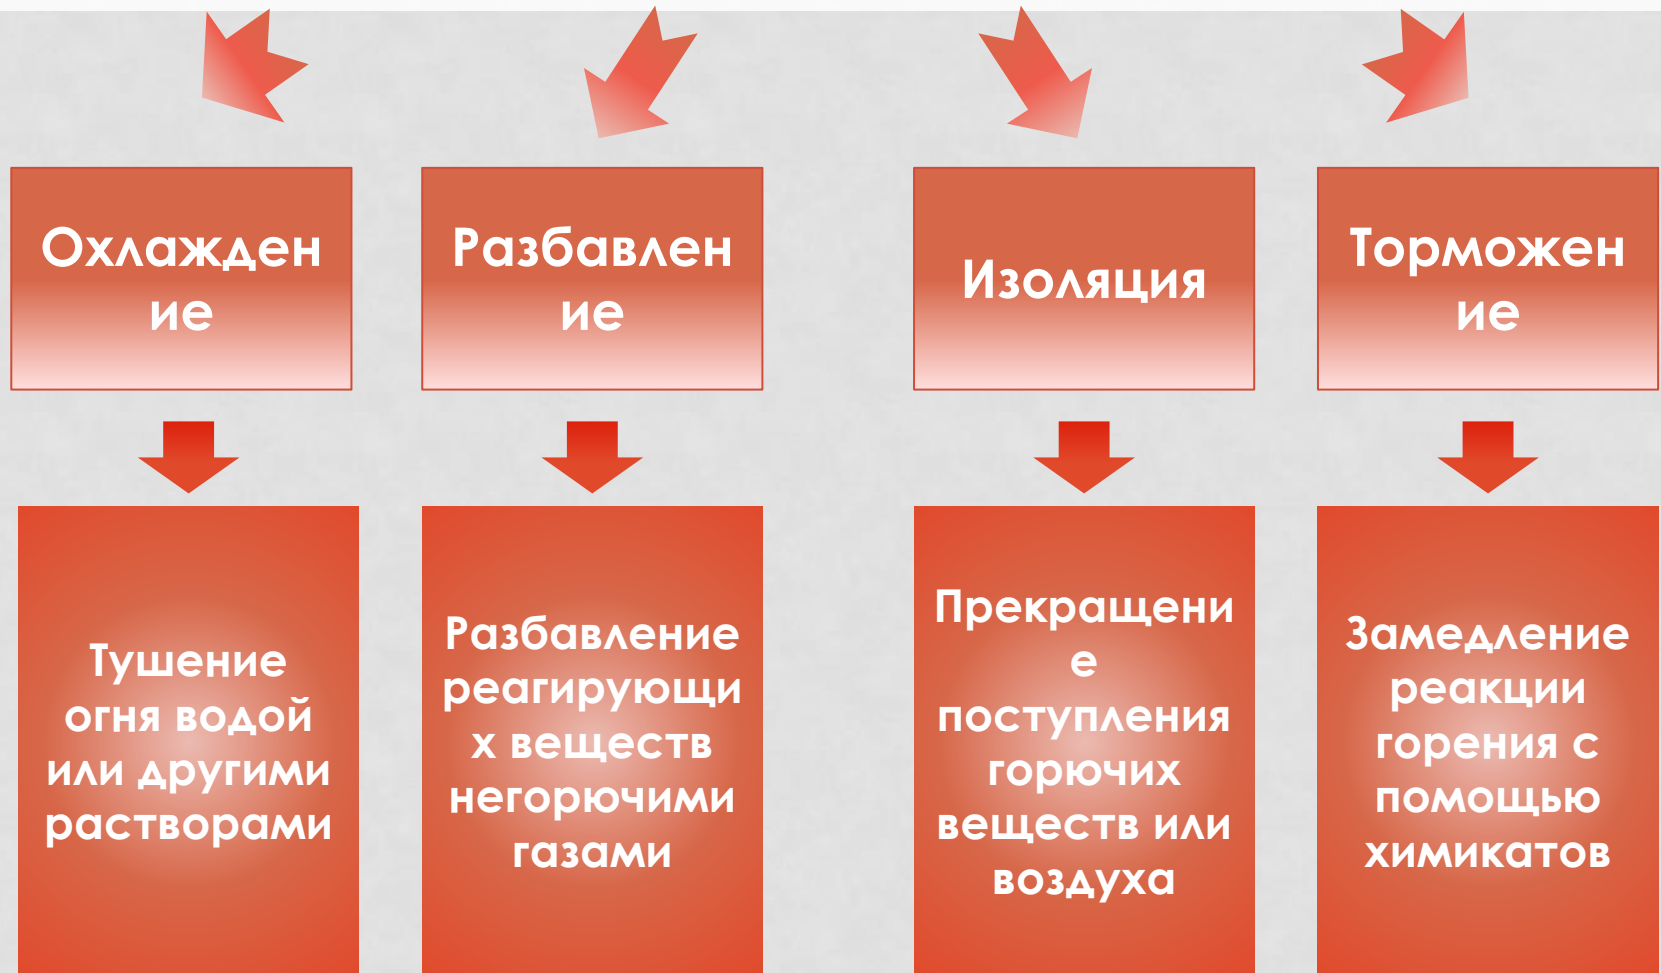 Охлажден
ие
Разбавлен
ие
Изоляция
Торможен
ие
Тушение
огня водой
или другими
растворами
Разбавление
реагирующи
х веществ
негорючими
газами
Прекращени
е
поступления
горючих
веществ или
воздуха
Замедление
реакции
горения с
помощью
химикатов